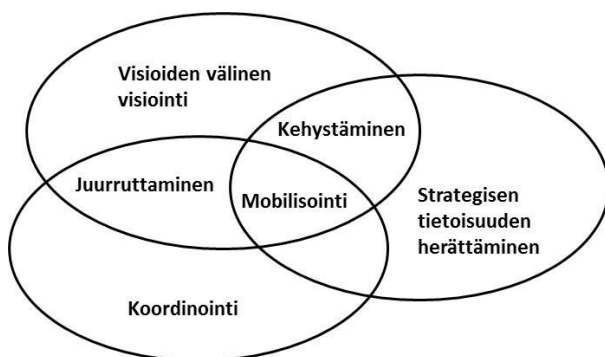 Visioiden välinen
visiointi
Kehystäminen
Juurruttaminen
Mobilisointi
Strategisen
tietoisuuden
herättäminen
Koordinointi